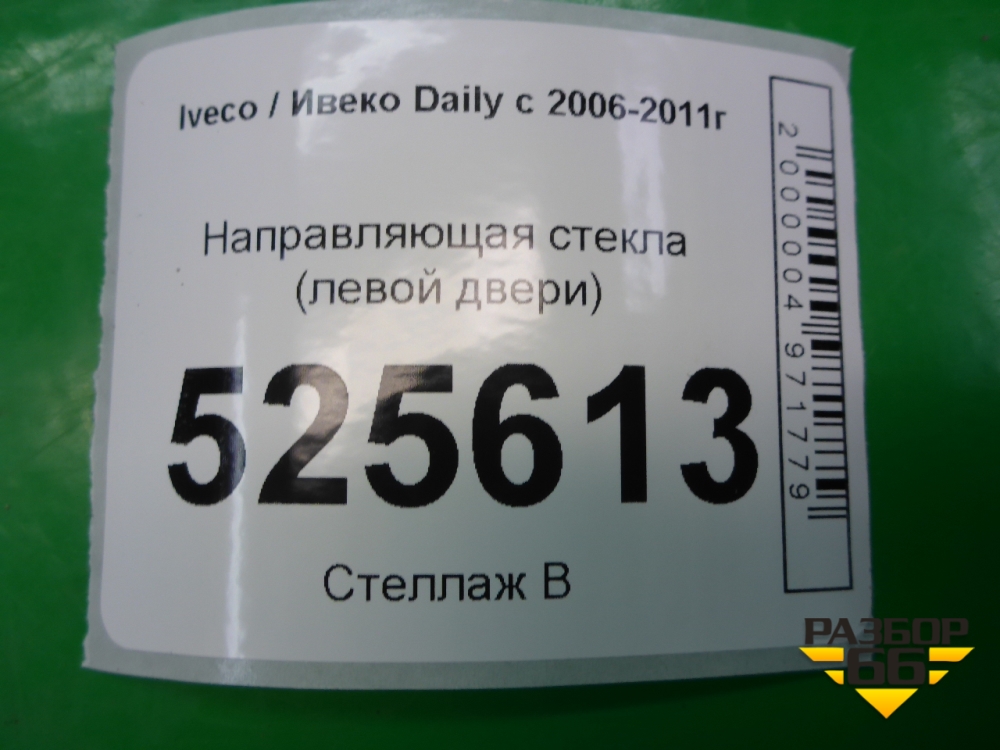 Iveco / Ивеко Daily с 2006-2011г
Направляющая стекла
(левой двери)
525613
Стеллаж В
2000004971779
РАЗБОР
66